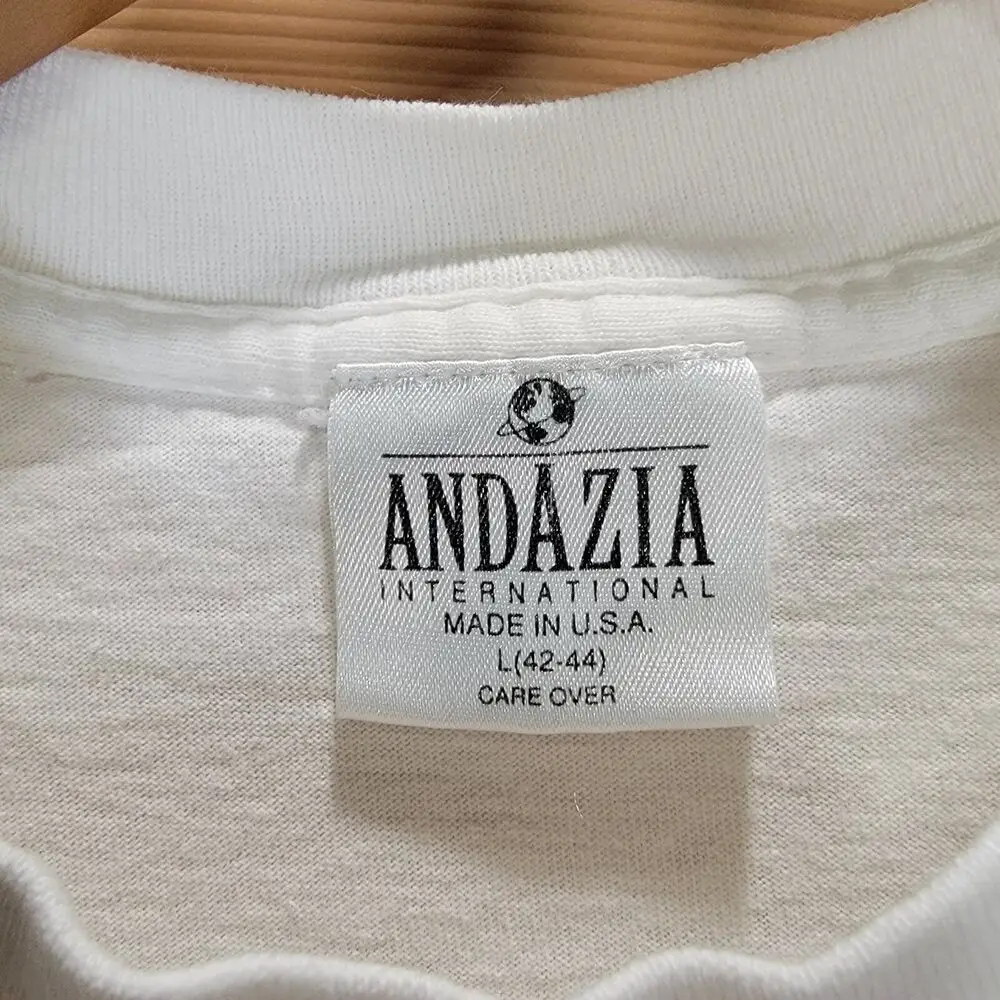 ANDAZIA
INTERNATIONAL
MADE IN U.S.A.
L(42-44)
CARE OVER